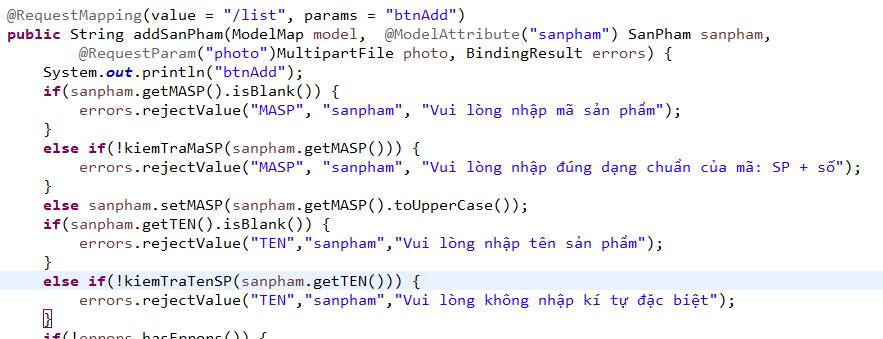 @RequestMapping(value = "/list", params = "btnAdd")
public String addSanPham(ModelMap model,  @ModelAttribute("sanpham") SanPham sanpham,
        @RequestParam("photo")MultipartFile photo, BindingResult errors) {
    System.out.println("btnAdd");
    if(sanpham.getMASP().isBlank()) {
        errors.rejectValue("MASP", "sanpham", "Vui lòng nhập mã sản phẩm");
    }
    else if(!kiemTraMaSP(sanpham.getMASP())) {
        errors.rejectValue("MASP", "sanpham", "Vui lòng nhập đúng dạng chuẩn của mã: SP + số");
    }
    else sanpham.setMASP(sanpham.getMASP().toUpperCase());
    if(sanpham.getTEN().isBlank()) {
        errors.rejectValue("TEN","sanpham","Vui lòng nhập tên sản phẩm");
    }
    else if(!kiemTraTenSP(sanpham.getTEN())) {
        errors.rejectValue("TEN","sanpham","Vui lòng không nhập kí tự đặc biệt");
    }
    if(!errors.hasErrors()) {